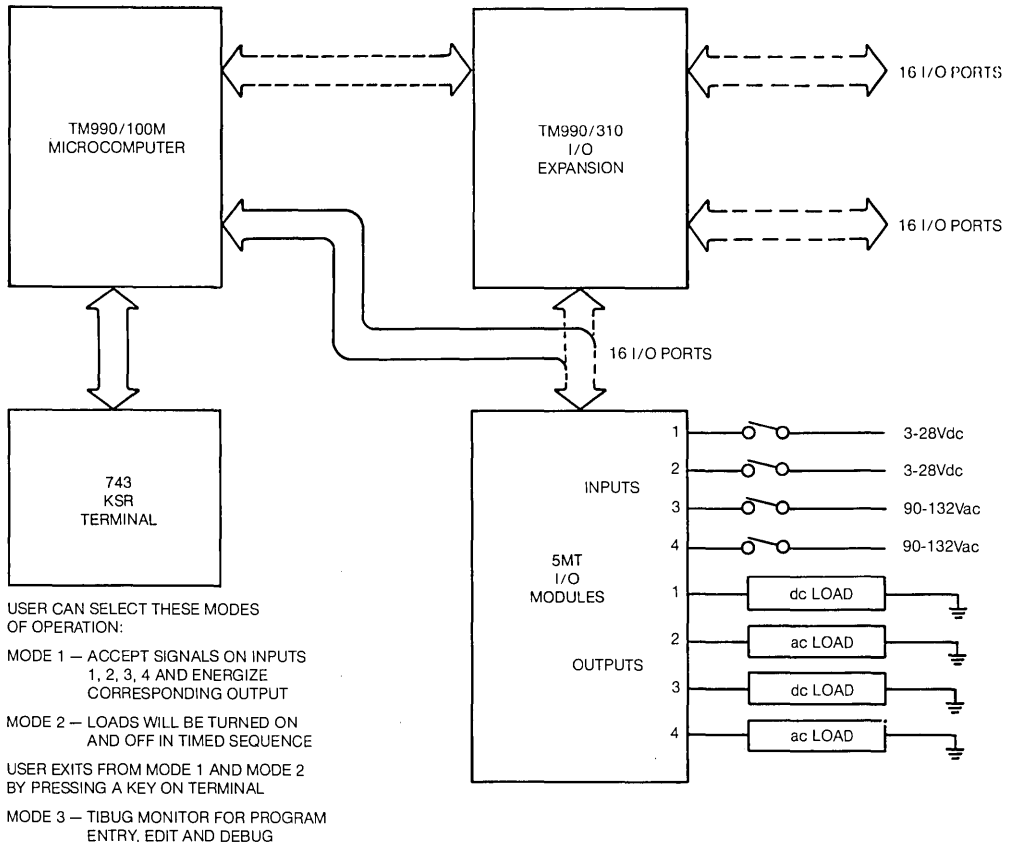 TM990/100M
MICROCOMPUTER
TM990/310
I/O
EXPANSION
16 I/O PORTS
16 I/O PORTS
16 I/O PORTS
743
KSR
TERMINAL
5MT
I/O
MODULES
INPUTS
1
3-28Vdc
2
3-28Vdc
3
90-132Vac
4
90-132Vac
OUTPUTS
1
dc LOAD
2
ac LOAD
3
dc LOAD
4
ac LOAD
USER CAN SELECT THESE MODES
OF OPERATION:
MODE 1 — ACCEPT SIGNALS ON INPUTS
1, 2, 3, 4 AND ENERGIZE
CORRESPONDING OUTPUT
MODE 2 — LOADS WILL BE TURNED ON
AND OFF IN TIMED SEQUENCE
USER EXITS FROM MODE 1 AND MODE 2
BY PRESSING A KEY ON TERMINAL
MODE 3 — TIBUG MONITOR FOR PROGRAM
ENTRY, EDIT AND DEBUG